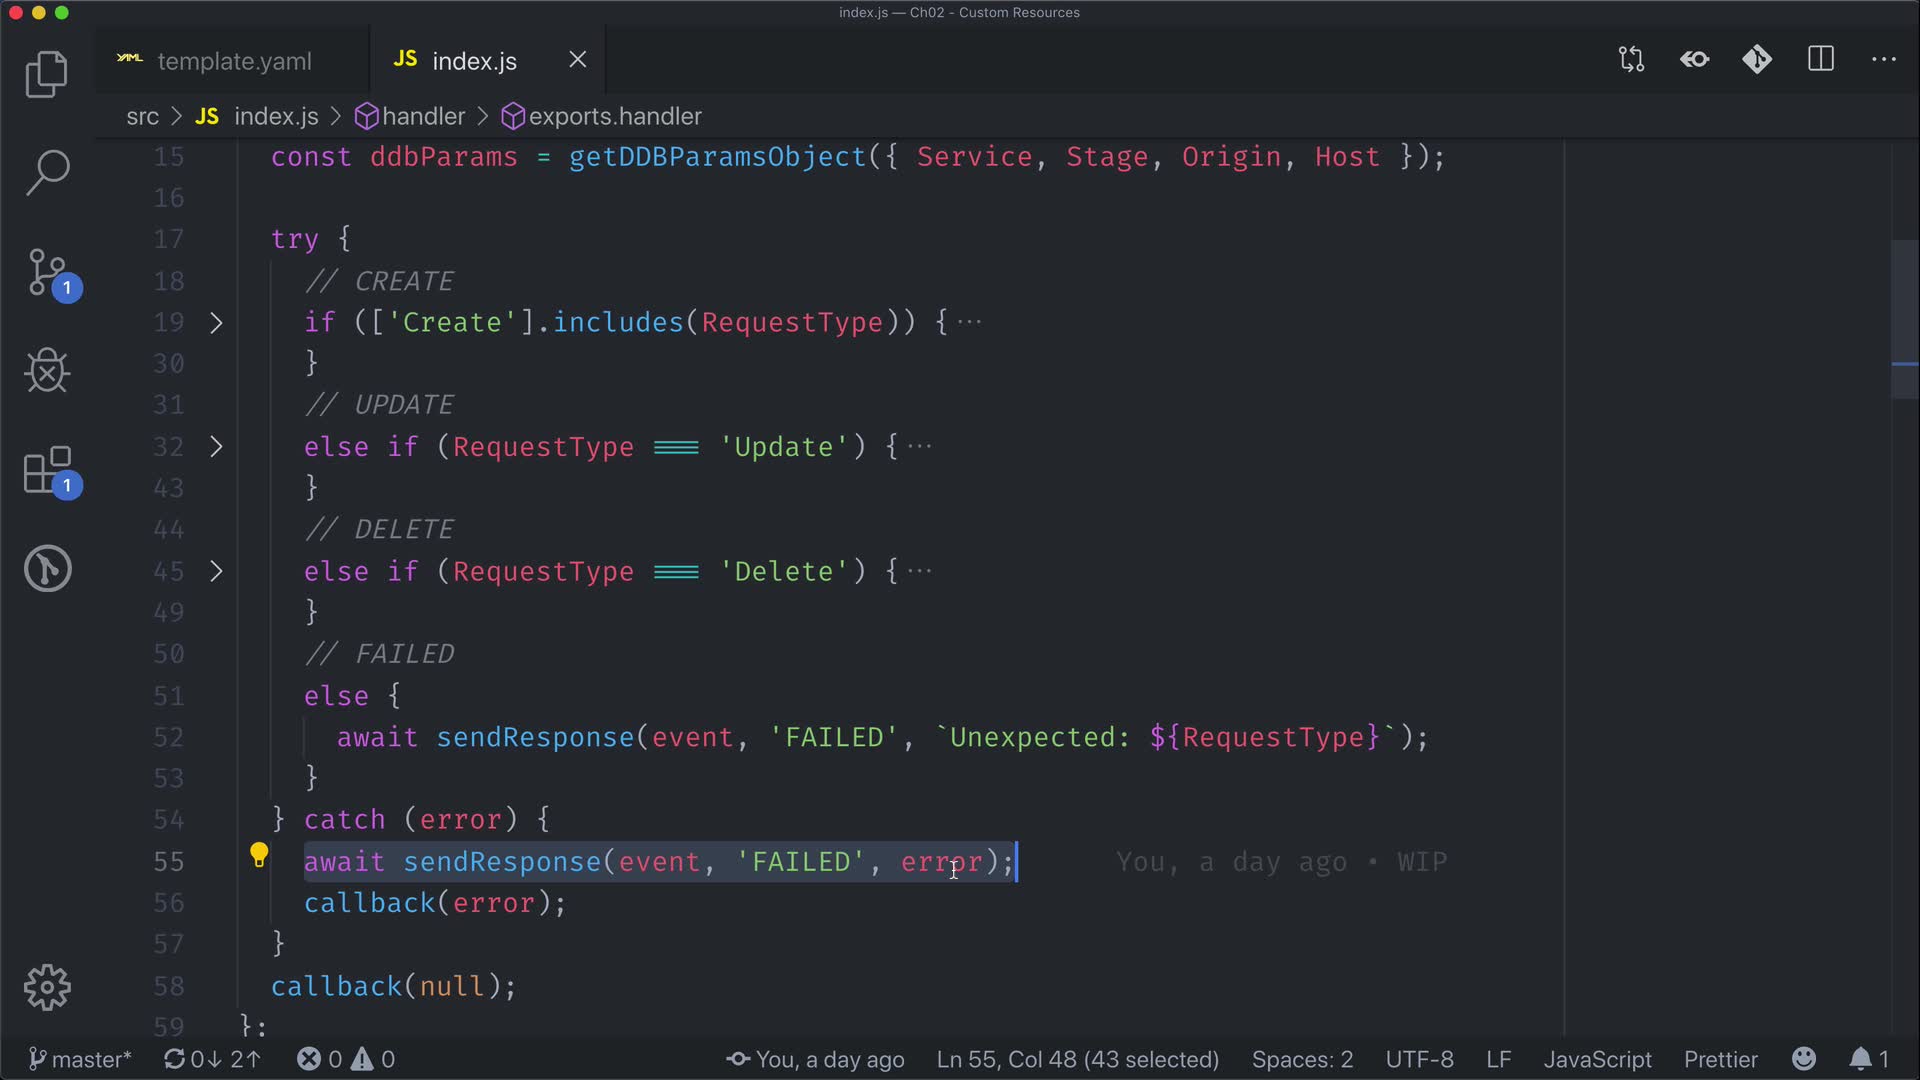 index.js — Ch02 - Custom Resources
YAML template.yaml JS index.js
src > JS index.js > handler > exports.handler
15 const ddbParams = getDDBParamsObject({ Service, Stage, Origin, Host });
16
17 try {
18 // CREATE
19 if (['Create'].includes(RequestType)) { ···
30 }
31 // UPDATE
32 else if (RequestType === 'Update') { ···
43 }
44 // DELETE
45 else if (RequestType === 'Delete') { ···
49 }
50 // FAILED
51 else {
52 await sendResponse(event, 'FAILED', `Unexpected: ${RequestType}`);
53 }
54 } catch (error) {
55 await sendResponse(event, 'FAILED', error); You, a day ago • WIP
56 callback(error);
57 }
58 callback(null);
59 };
1
1
master* 0↓ 2↑ 0 0 You, a day ago Ln 55, Col 48 (43 selected) Spaces: 2 UTF-8 LF JavaScript Prettier 1